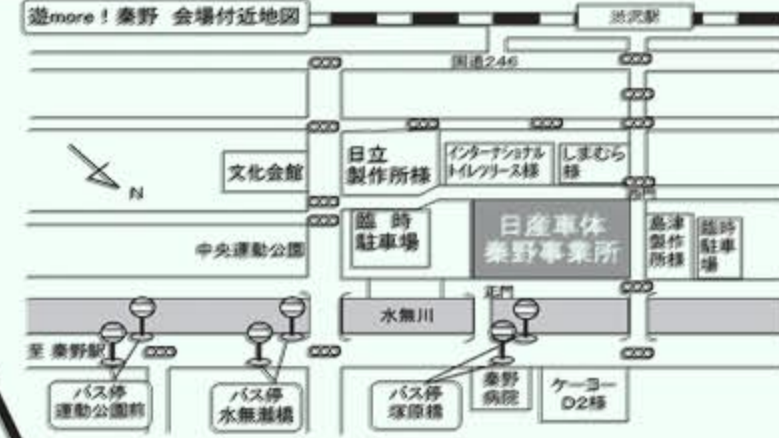 遊more！秦野 会場付近地図
渋沢駅
国道246
N
文化会館
日立
製作所様
インターナショナル
トイレツリース様
しまむら
様
西門
中央運動公園
臨時
駐車場
日産車体
秦野事業所
島津
製作
所様
臨時
駐車
場
正門
水無川
至 秦野駅
バス停
運動公園前
バス停
水無瀬橋
バス停
塚原橋
秦野
病院
ケーヨー
D2様